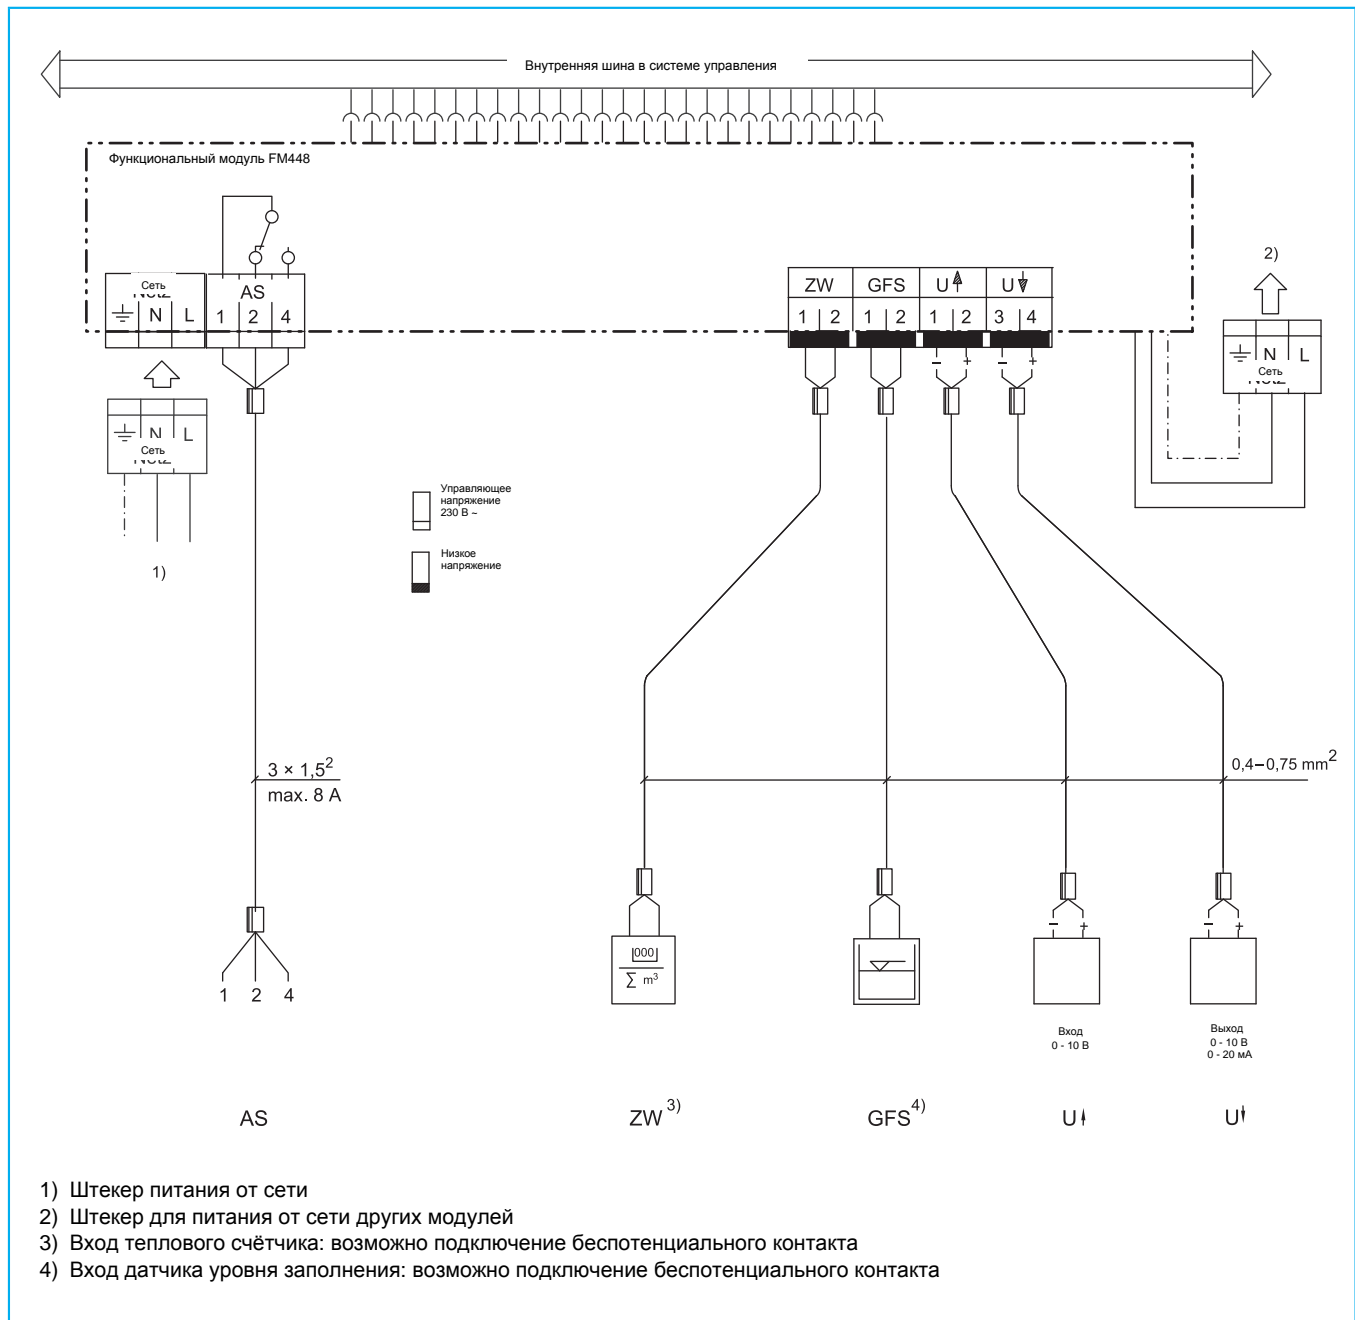 Внутренняя шина в системе управления
Функциональный модуль FM448
Сеть
N L
AS
1 2 4
ZW GFS U U
1 2 1 2 1 2 3 4
- + - +
2)
N L
Сеть
N L
Сеть
1)
Управляющее
напряжение
230 В ~
Низкое
напряжение
3 × 1,5²
max. 8 A
0,4–0,75 mm²
1 2 4
000
∑ m³
- + - +
Вход
0 - 10 В
Выход
0 - 10 В
0 - 20 мА
AS ZW 3) GFS 4) U U
1) Штекер питания от сети
2) Штекер для питания от сети других модулей
3) Вход теплового счётчика: возможно подключение беспотенциального контакта
4) Вход датчика уровня заполнения: возможно подключение беспотенциального контакта